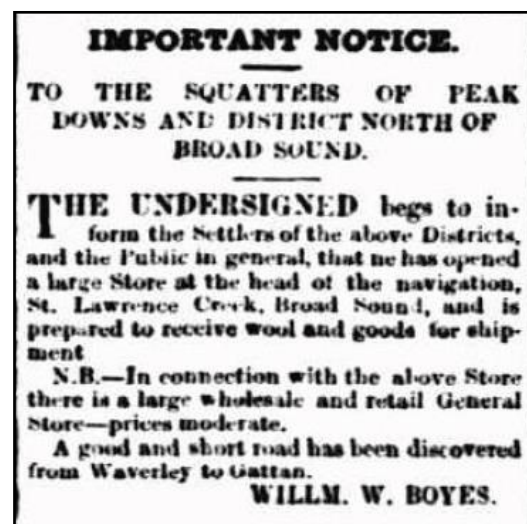 IMPORTANT NOTICE.
TO THE SQUATTERS OF PEAK
DOWNS AND DISTRICT NORTH OF
BROAD SOUND.
THE UNDERSIGNED begs to in-
form the Settlers of the above Districts,
and the Public in general, that he has opened
a large Store at the head of the navigation,
St. Lawrence Creek, Broad Sound, and is
prepared to receive wool and goods for ship-
ment
N.B.—In connection with the above Store
there is a large wholesale and retail General
Store—prices moderate.
A good and short road has been discovered
from Waverley to Gattan.
WILLM. W. BOYES.